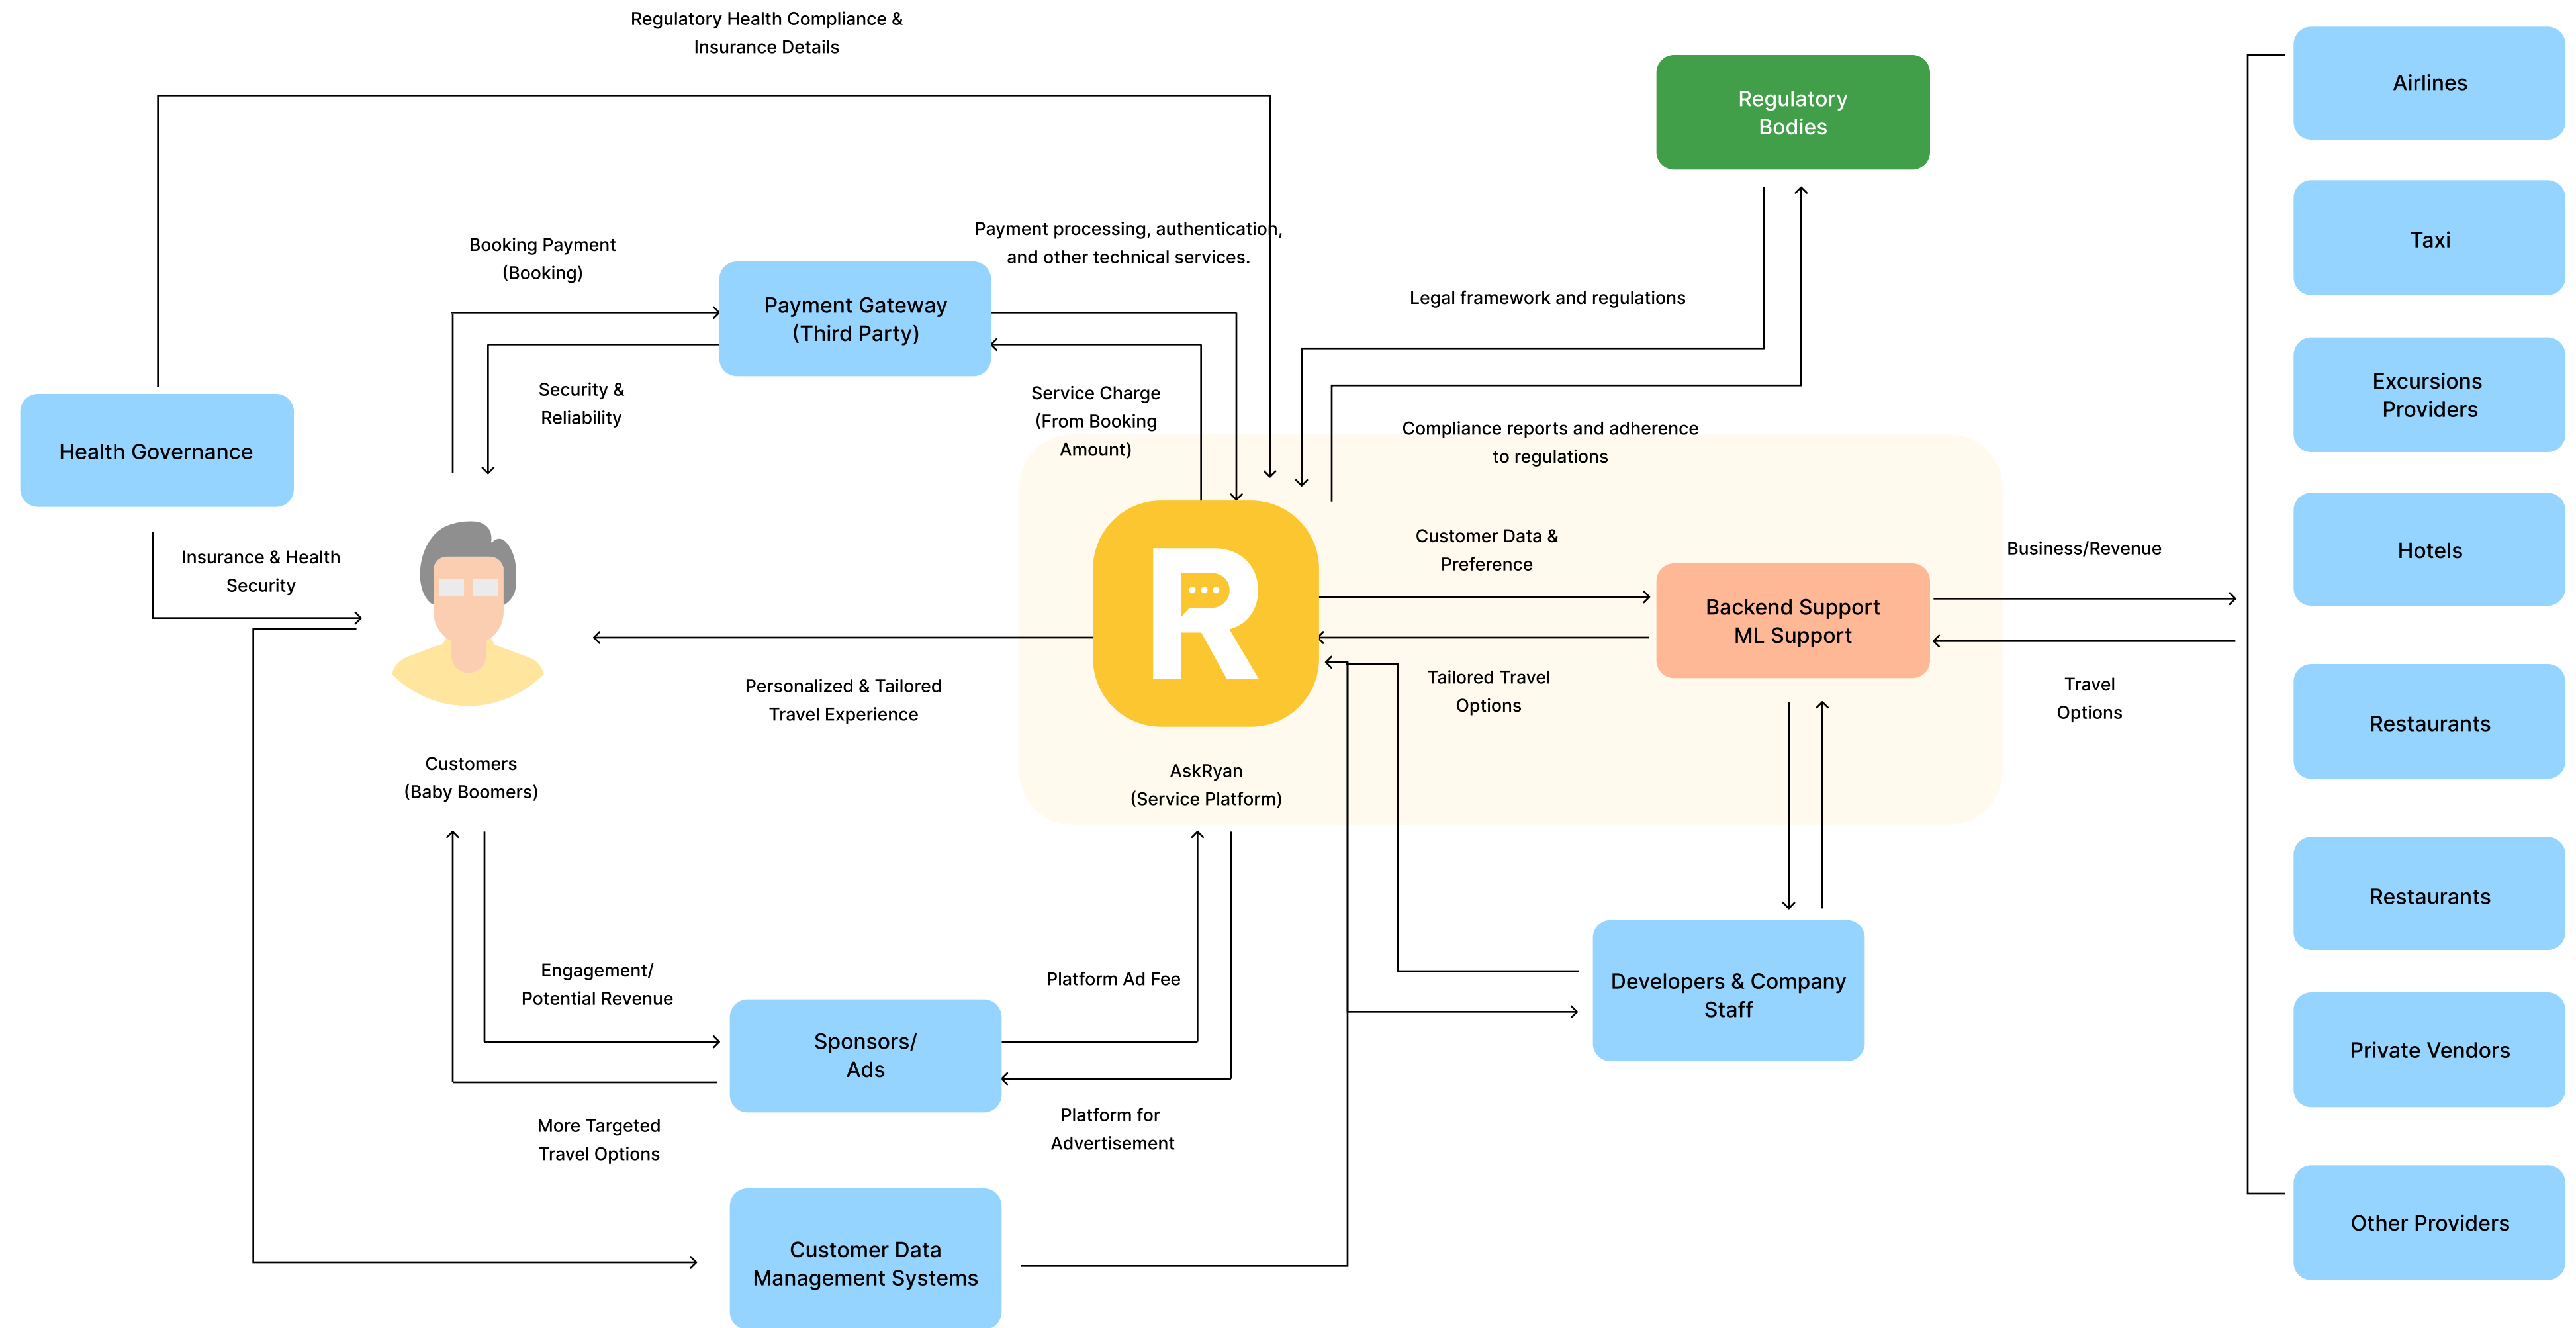 Regulatory Health Compliance &
Insurance Details
Airlines
Regulatory
Bodies
Taxi
Payment processing, authentication,
and other technical services.
Booking Payment
(Booking)
Payment Gateway
(Third Party)
Legal framework and regulations
Excursions
Providers
Security &
Reliability
Service Charge
(From Booking
Amount)
Compliance reports and adherence
to regulations
Health Governance
Insurance & Health
Security
Customer Data &
Preference
Business/Revenue
Hotels
Backend Support
ML Support
R
Personalized & Tailored
Travel Experience
Tailored Travel
Options
Travel
Options
Restaurants
Customers
(Baby Boomers)
AskRyan
(Service Platform)
Restaurants
Engagement/
Potential Revenue
Platform Ad Fee
Developers & Company
Staff
Sponsors/
Ads
Private Vendors
More Targeted
Travel Options
Platform for
Advertisement
Other Providers
Customer Data
Management Systems